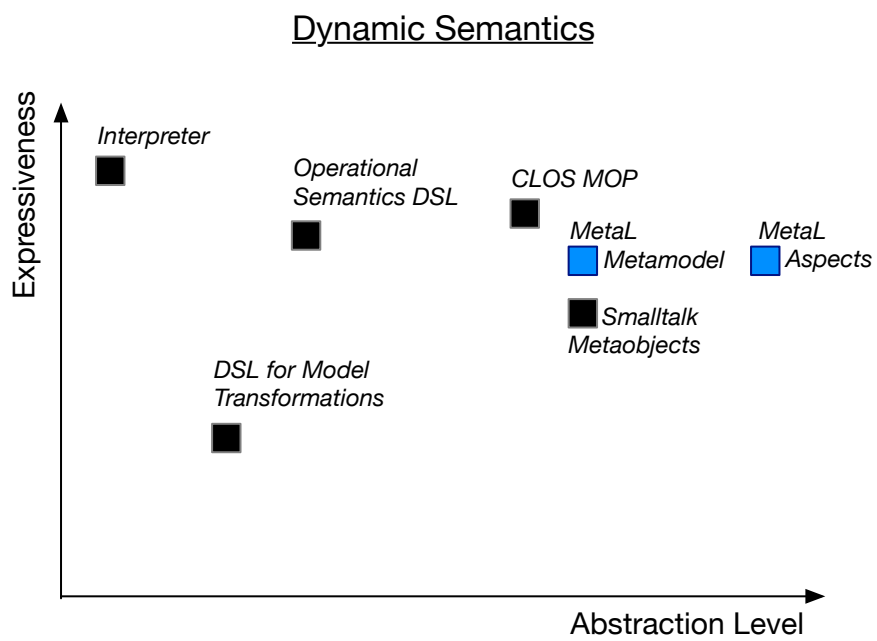 Dynamic Semantics
Expressiveness
Interpreter
Operational
Semantics DSL
CLOS MOP
MetaL
Metamodel
MetaL
Aspects
Smalltalk
Metaobjects
DSL for Model
Transformations
Abstraction Level